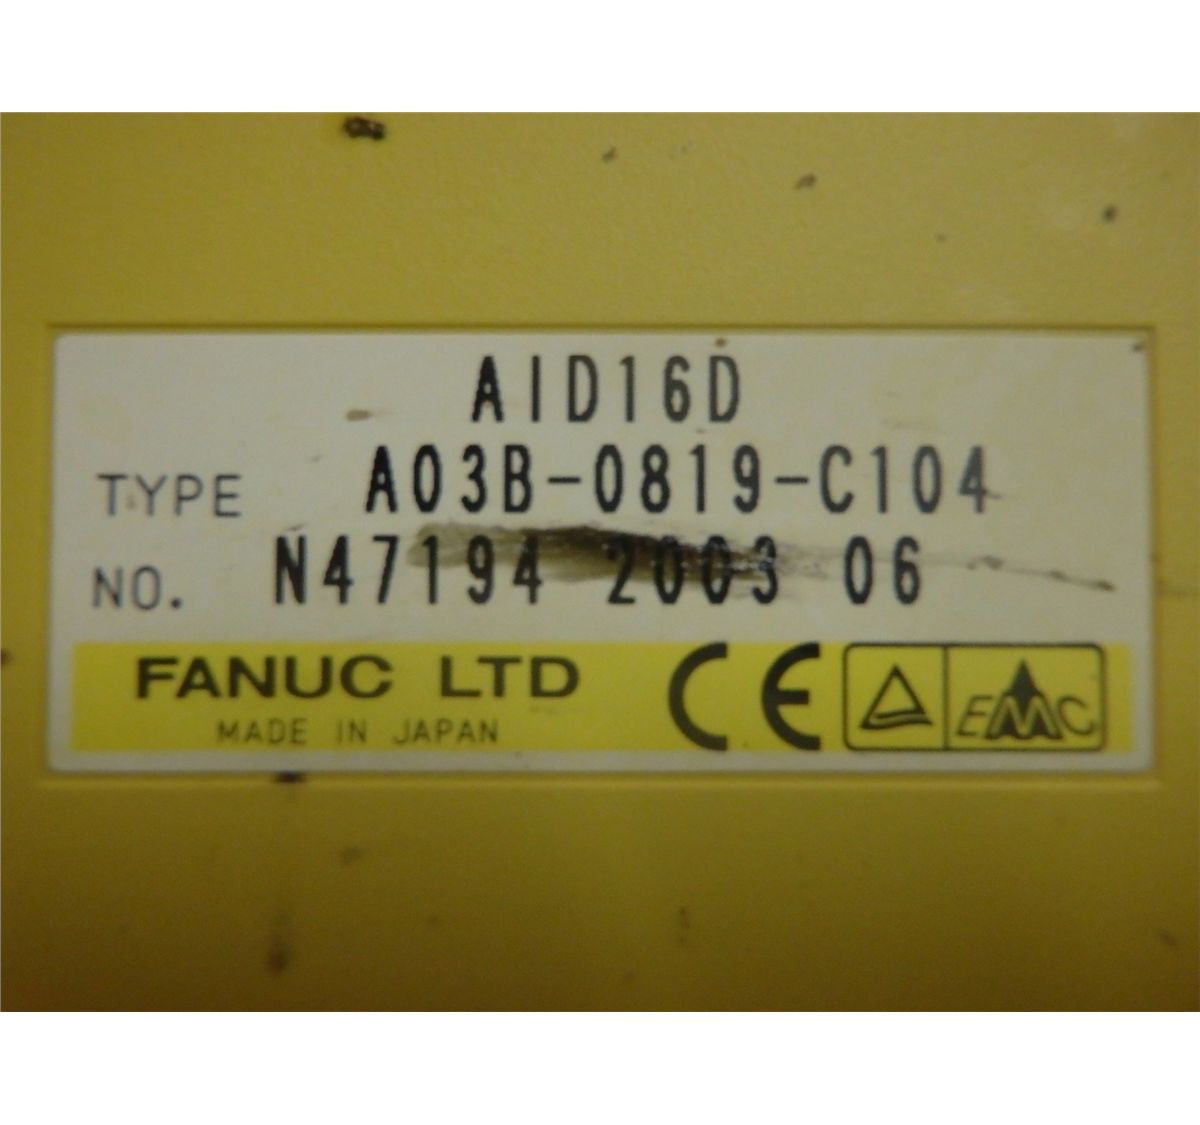 AID16D
TYPE A03B-0819-C104
NO. N47194 2003 06
FANUC LTD
MADE IN JAPAN
CE
EMC